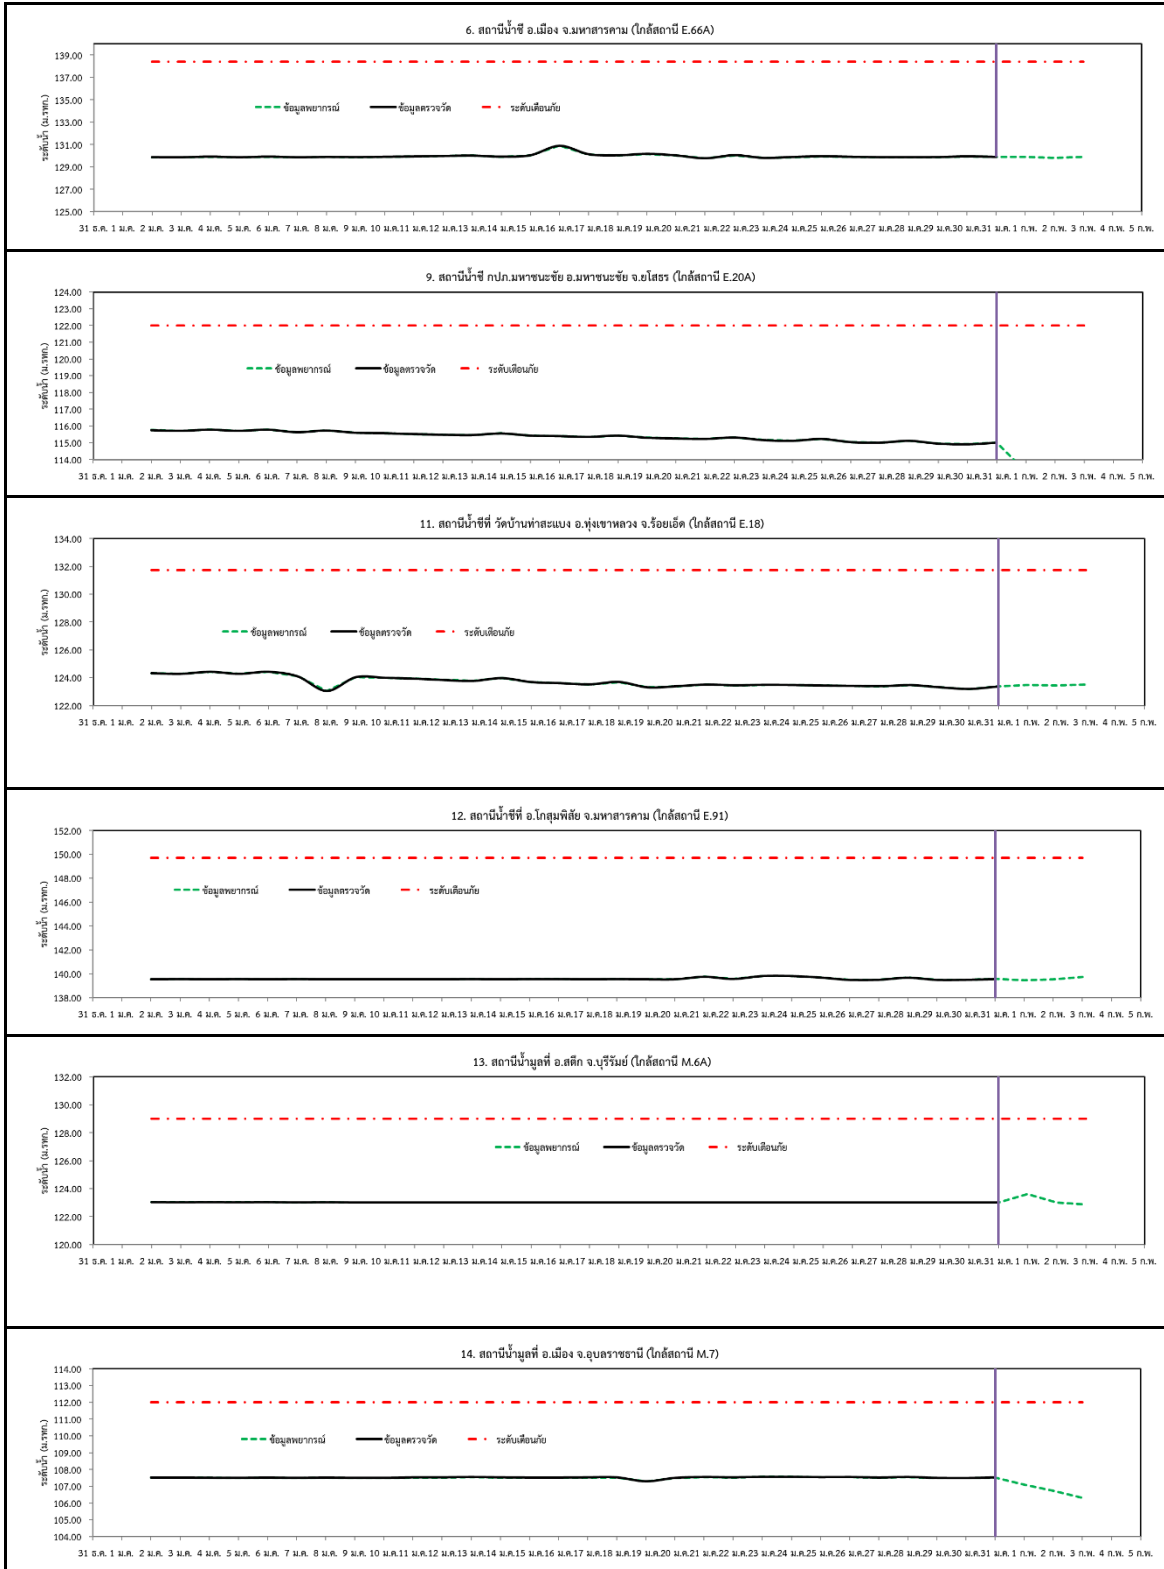 6. สถานีน้ำชี อ.เมือง จ.มหาสารคาม (ใกล้สถานี E.66A)
139.00
137.00
135.00
133.00
131.00
129.00
127.00
125.00
ระดับน้ำ (ม.รทก.)
ข้อมูลพยากรณ์ ข้อมูลตรวจวัด ระดับเตือนภัย
31 ธ.ค. 1 ม.ค. 2 ม.ค. 3 ม.ค. 4 ม.ค. 5 ม.ค. 6 ม.ค. 7 ม.ค. 8 ม.ค. 9 ม.ค.10 ม.ค.11 ม.ค.12 ม.ค.13 ม.ค.14 ม.ค.15 ม.ค.16 ม.ค.17 ม.ค.18 ม.ค.19 ม.ค.20 ม.ค.21 ม.ค.22 ม.ค.23 ม.ค.24 ม.ค.25 ม.ค.26 ม.ค.27 ม.ค.28 ม.ค.29 ม.ค.30 ม.ค.31 ม.ค. 1 ก.พ. 2 ก.พ. 3 ก.พ. 4 ก.พ. 5 ก.พ.
9. สถานีน้ำชี กปภ.มหาชนะชัย อ.มหาชนะชัย จ.ยโสธร (ใกล้สถานี E.20A)
124.00
123.00
122.00
121.00
120.00
119.00
118.00
117.00
116.00
115.00
114.00
ระดับน้ำ (ม.รทก.)
ข้อมูลพยากรณ์ ข้อมูลตรวจวัด ระดับเตือนภัย
31 ธ.ค. 1 ม.ค. 2 ม.ค. 3 ม.ค. 4 ม.ค. 5 ม.ค. 6 ม.ค. 7 ม.ค. 8 ม.ค. 9 ม.ค.10 ม.ค.11 ม.ค.12 ม.ค.13 ม.ค.14 ม.ค.15 ม.ค.16 ม.ค.17 ม.ค.18 ม.ค.19 ม.ค.20 ม.ค.21 ม.ค.22 ม.ค.23 ม.ค.24 ม.ค.25 ม.ค.26 ม.ค.27 ม.ค.28 ม.ค.29 ม.ค.30 ม.ค.31 ม.ค. 1 ก.พ. 2 ก.พ. 3 ก.พ. 4 ก.พ. 5 ก.พ.
11. สถานีน้ำชีที่ วัดบ้านท่าสะแบง อ.ทุ่งเขาหลวง จ.ร้อยเอ็ด (ใกล้สถานี E.18)
134.00
132.00
130.00
128.00
126.00
124.00
122.00
ระดับน้ำ (ม.รทก.)
ข้อมูลพยากรณ์ ข้อมูลตรวจวัด ระดับเตือนภัย
31 ธ.ค. 1 ม.ค. 2 ม.ค. 3 ม.ค. 4 ม.ค. 5 ม.ค. 6 ม.ค. 7 ม.ค. 8 ม.ค. 9 ม.ค.10 ม.ค.11 ม.ค.12 ม.ค.13 ม.ค.14 ม.ค.15 ม.ค.16 ม.ค.17 ม.ค.18 ม.ค.19 ม.ค.20 ม.ค.21 ม.ค.22 ม.ค.23 ม.ค.24 ม.ค.25 ม.ค.26 ม.ค.27 ม.ค.28 ม.ค.29 ม.ค.30 ม.ค.31 ม.ค. 1 ก.พ. 2 ก.พ. 3 ก.พ. 4 ก.พ. 5 ก.พ.
12. สถานีน้ำชีที่ อ.โกสุมพิสัย จ.มหาสารคาม (ใกล้สถานี E.91)
152.00
150.00
148.00
146.00
144.00
142.00
140.00
138.00
ระดับน้ำ (ม.รทก.)
ข้อมูลพยากรณ์ ข้อมูลตรวจวัด ระดับเตือนภัย
31 ธ.ค. 1 ม.ค. 2 ม.ค. 3 ม.ค. 4 ม.ค. 5 ม.ค. 6 ม.ค. 7 ม.ค. 8 ม.ค. 9 ม.ค.10 ม.ค.11 ม.ค.12 ม.ค.13 ม.ค.14 ม.ค.15 ม.ค.16 ม.ค.17 ม.ค.18 ม.ค.19 ม.ค.20 ม.ค.21 ม.ค.22 ม.ค.23 ม.ค.24 ม.ค.25 ม.ค.26 ม.ค.27 ม.ค.28 ม.ค.29 ม.ค.30 ม.ค.31 ม.ค. 1 ก.พ. 2 ก.พ. 3 ก.พ. 4 ก.พ. 5 ก.พ.
13. สถานีน้ำมูลที่ อ.สตึก จ.บุรีรัมย์ (ใกล้สถานี M.6A)
132.00
130.00
128.00
126.00
124.00
122.00
120.00
ระดับน้ำ (ม.รทก.)
ข้อมูลพยากรณ์ ข้อมูลตรวจวัด ระดับเตือนภัย
31 ธ.ค. 1 ม.ค. 2 ม.ค. 3 ม.ค. 4 ม.ค. 5 ม.ค. 6 ม.ค. 7 ม.ค. 8 ม.ค. 9 ม.ค.10 ม.ค.11 ม.ค.12 ม.ค.13 ม.ค.14 ม.ค.15 ม.ค.16 ม.ค.17 ม.ค.18 ม.ค.19 ม.ค.20 ม.ค.21 ม.ค.22 ม.ค.23 ม.ค.24 ม.ค.25 ม.ค.26 ม.ค.27 ม.ค.28 ม.ค.29 ม.ค.30 ม.ค.31 ม.ค. 1 ก.พ. 2 ก.พ. 3 ก.พ. 4 ก.พ. 5 ก.พ.
14. สถานีน้ำมูลที่ อ.เมือง จ.อุบลราชธานี (ใกล้สถานี M.7)
114.00
113.00
112.00
111.00
110.00
109.00
108.00
107.00
106.00
105.00
104.00
ระดับน้ำ (ม.รทก.)
ข้อมูลพยากรณ์ ข้อมูลตรวจวัด ระดับเตือนภัย
31 ธ.ค. 1 ม.ค. 2 ม.ค. 3 ม.ค. 4 ม.ค. 5 ม.ค. 6 ม.ค. 7 ม.ค. 8 ม.ค. 9 ม.ค.10 ม.ค.11 ม.ค.12 ม.ค.13 ม.ค.14 ม.ค.15 ม.ค.16 ม.ค.17 ม.ค.18 ม.ค.19 ม.ค.20 ม.ค.21 ม.ค.22 ม.ค.23 ม.ค.24 ม.ค.25 ม.ค.26 ม.ค.27 ม.ค.28 ม.ค.29 ม.ค.30 ม.ค.31 ม.ค. 1 ก.พ. 2 ก.พ. 3 ก.พ. 4 ก.พ. 5 ก.พ.